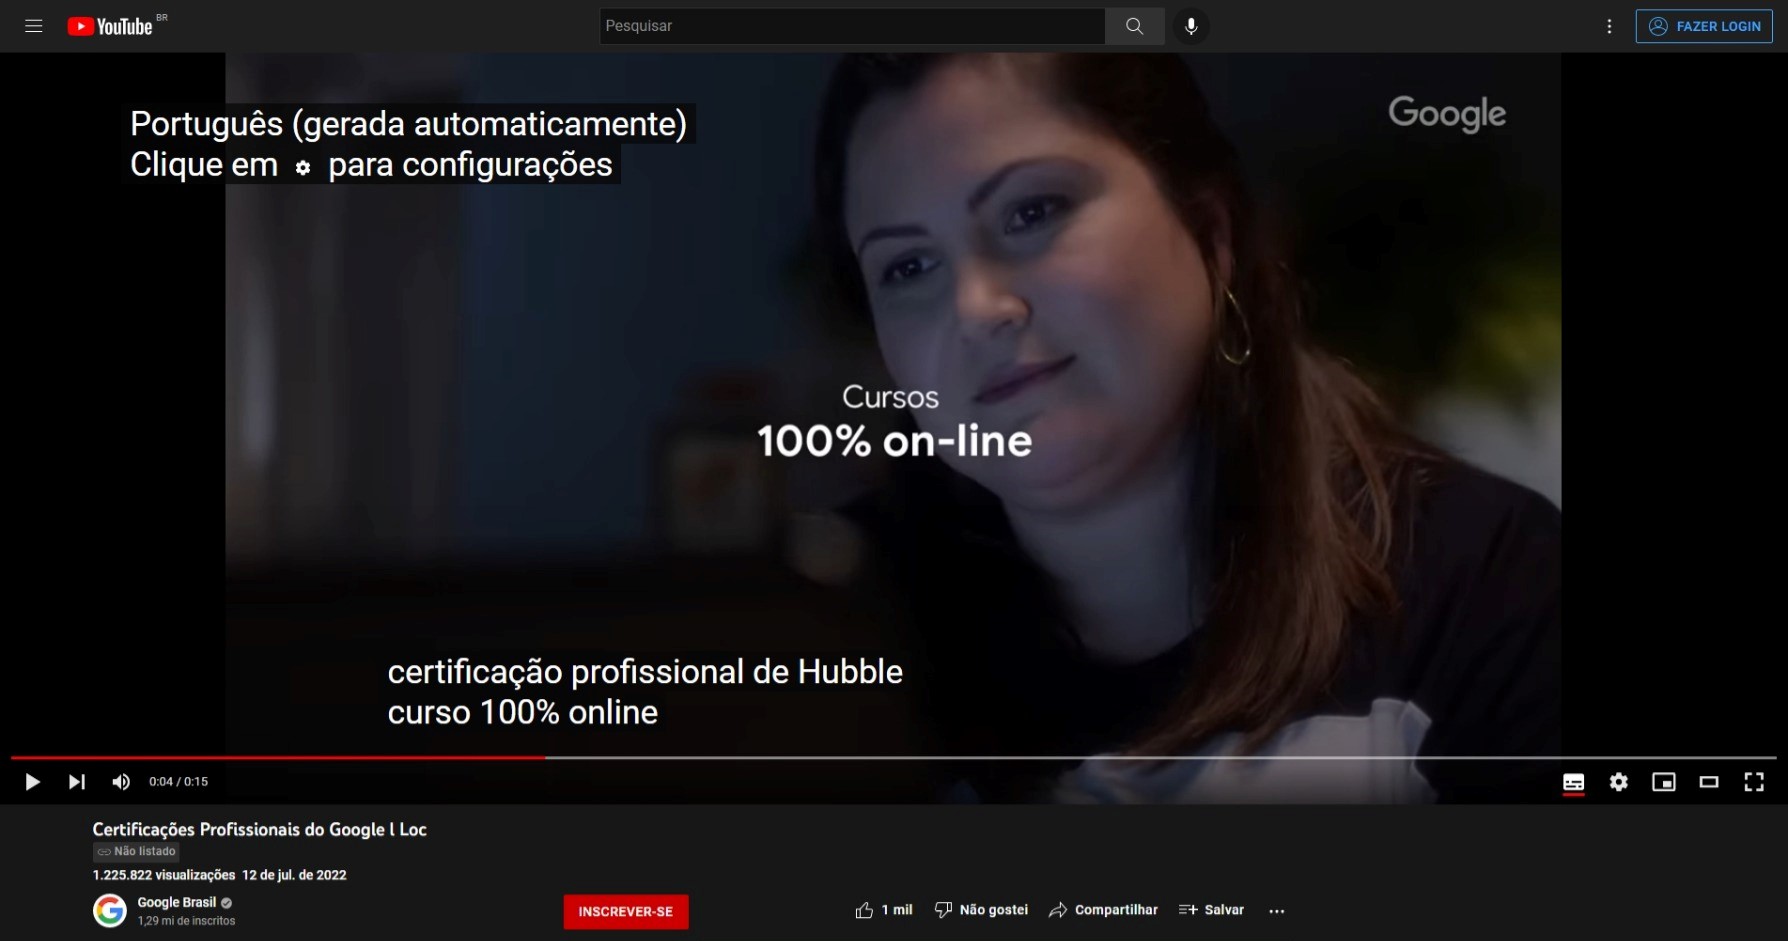 YouTube BR
Pesquisar
FAZER LOGIN
Português (gerada automaticamente)
Clique em para configurações
Google
Cursos
100% on-line
certificação profissional de Hubble
curso 100% online
0:04 / 0:15
Certificações Profissionais do Google l Loc
Não listado
1.225.822 visualizações 12 de jul. de 2022
Google Brasil
1,29 mi de inscritos
INSCREVER-SE
1 mil
Não gostei
Compartilhar
Salvar